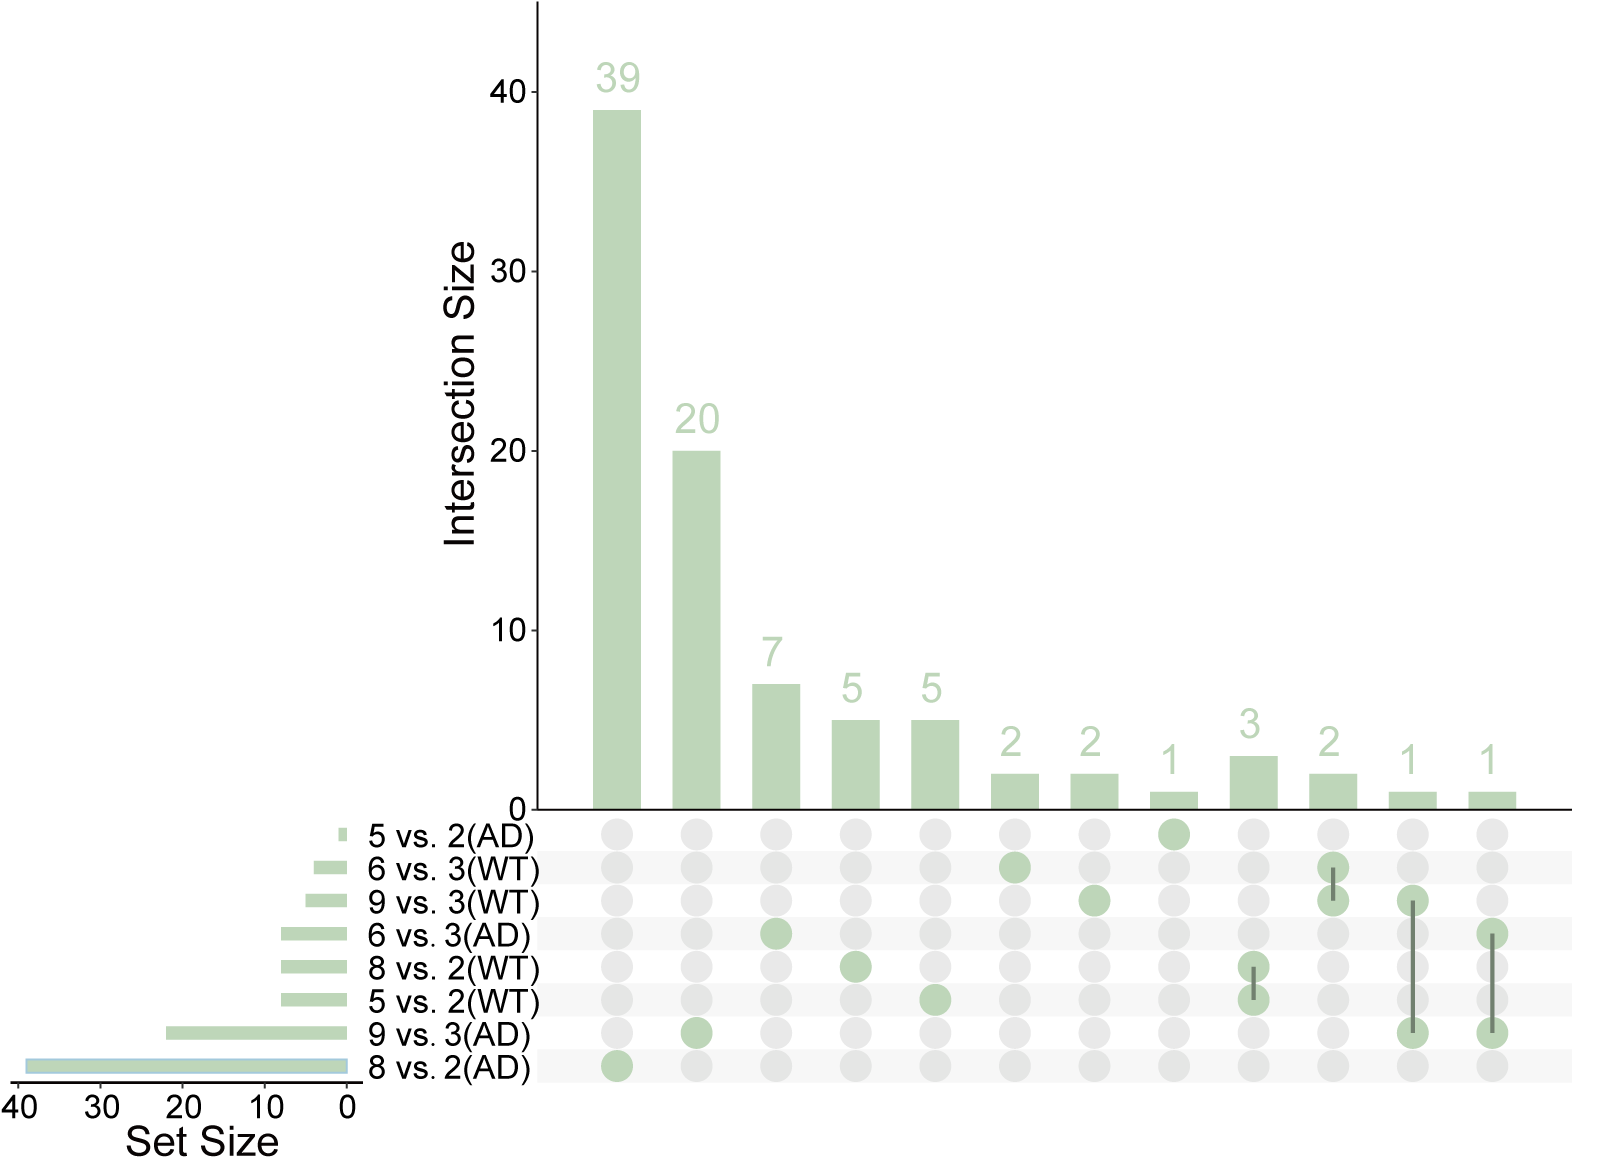 39
20
7
5
5
2
2
1
3
2
1
1
Intersection Size
40
30
20
10
0
5 vs. 2(AD)
6 vs. 3(WT)
9 vs. 3(WT)
6 vs. 3(AD)
8 vs. 2(WT)
5 vs. 2(WT)
9 vs. 3(AD)
8 vs. 2(AD)
40 30 20 10 0
Set Size